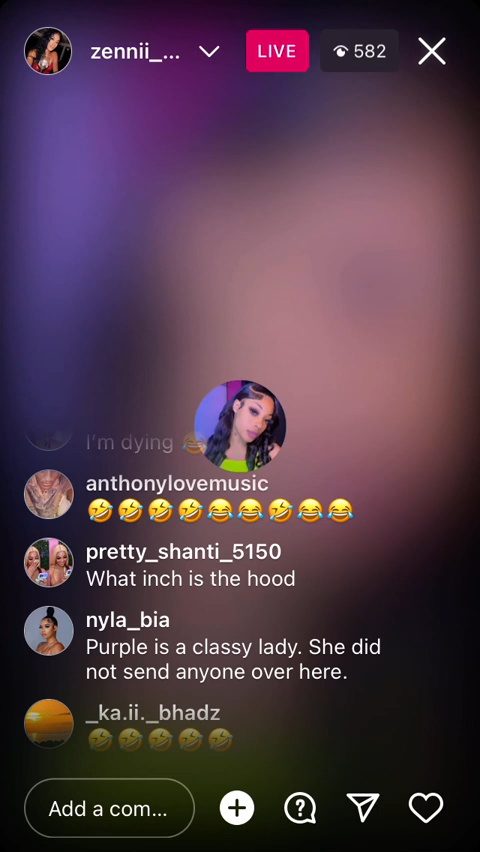 zennii_...
LIVE
582
I'm dying 😂
anthonylovemusic
🤣🤣🤣🤣😂😂🤣😂😂
pretty_shanti_5150
What inch is the hood
nyla_bia
Purple is a classy lady. She did
not send anyone over here.
_ka.ii._bhadz
🤣🤣🤣🤣🤣
Add a com...